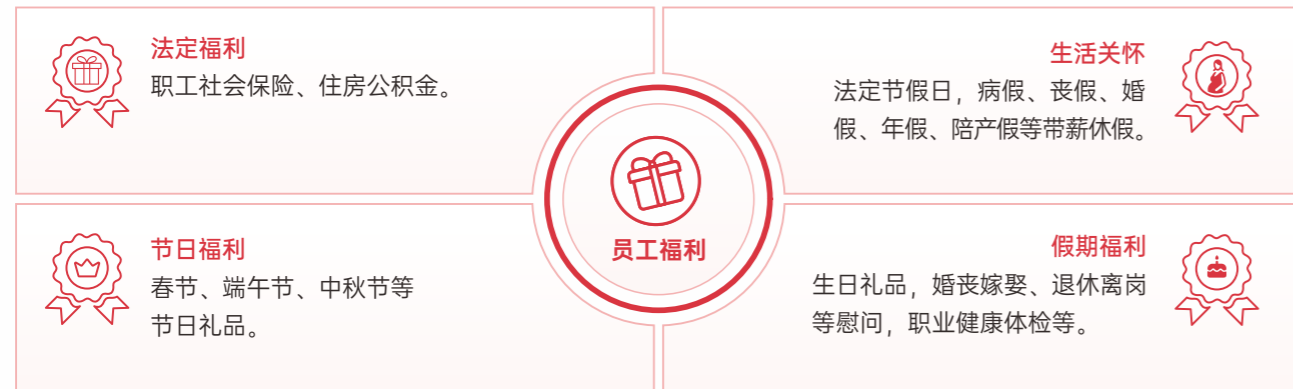 法定福利
职工社会保险、住房公积金。
生活关怀
法定节假日，病假、丧假、婚
假、年假、陪产假等带薪休假。
员工福利
节日福利
春节、端午节、中秋节等
节日礼品。
假期福利
生日礼品，婚丧嫁娶、退休离岗
等慰问，职业健康体检等。